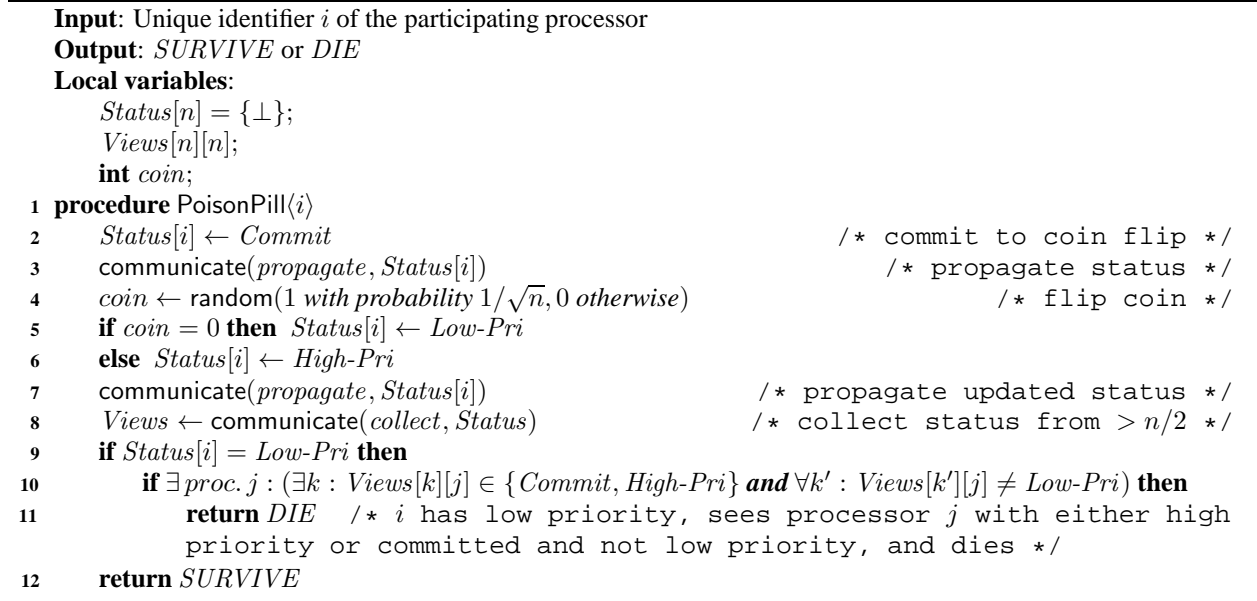 Input: Unique identifier i of the participating processor
Output: SURVIVE or DIE
Local variables:
Status[n] = {⊥};
Views[n][n];
int coin;
1 procedure PoisonPill⟨i⟩
2 Status[i] ← Commit /* commit to coin flip */
3 communicate(propagate, Status[i]) /* propagate status */
4 coin ← random(1 with probability 1/√n, 0 otherwise) /* flip coin */
5 if coin = 0 then Status[i] ← Low-Pri
6 else Status[i] ← High-Pri
7 communicate(propagate, Status[i]) /* propagate updated status */
8 Views ← communicate(collect, Status) /* collect status from > n/2 */
9 if Status[i] = Low-Pri then
10 if ∃ proc. j : (∃k : Views[k][j] ∈ {Commit, High-Pri} and ∀k′ : Views[k′][j] ≠ Low-Pri) then
11 return DIE /* i has low priority, sees processor j with either high
priority or committed and not low priority, and dies */
12 return SURVIVE